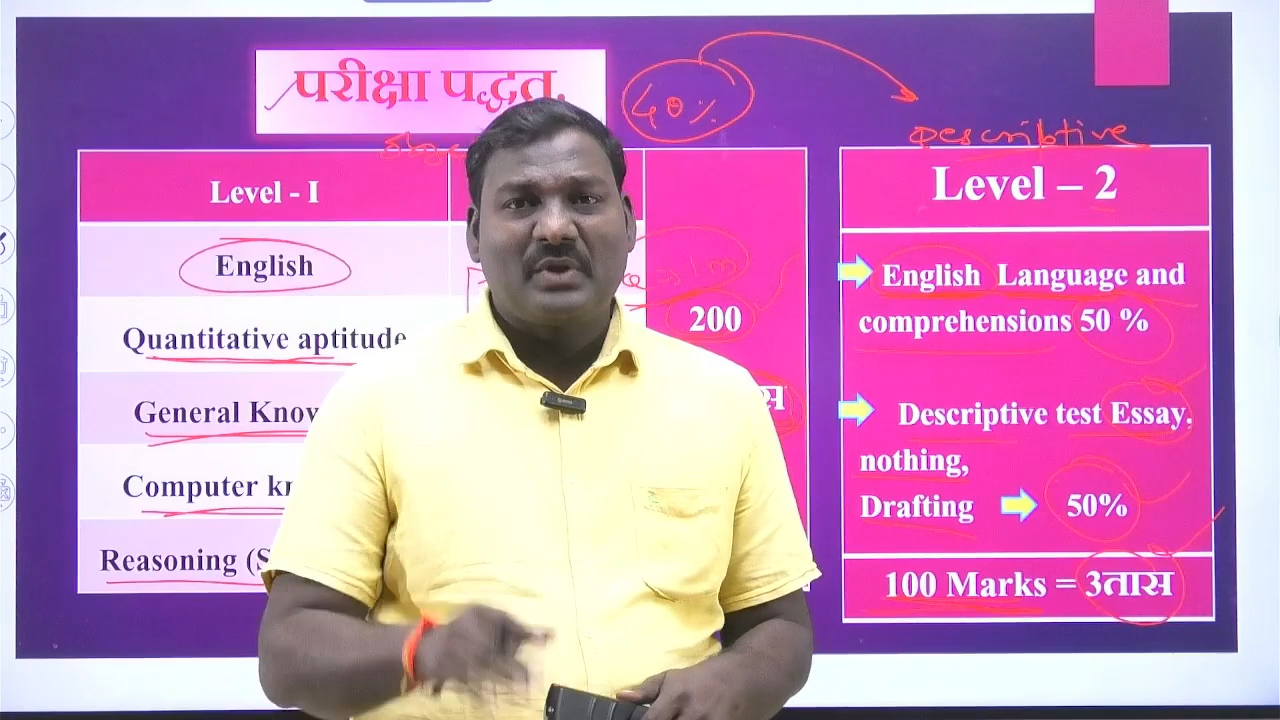 परीक्षा पद्धत.
40%
Descriptive
Level - I
English
Quantitative aptitude
General Know
Computer kn
Reasoning (S
200
स
Level – 2
English Language and
comprehensions 50 %
Descriptive test Essay.
nothing,
Drafting 50%
100 Marks = 3तास